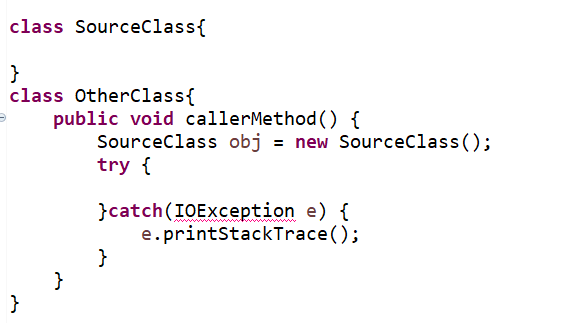 class SourceClass{
}
class OtherClass{
public void callerMethod() {
SourceClass obj = new SourceClass();
try {
}catch(IOException e) {
e.printStackTrace();
}
}
}